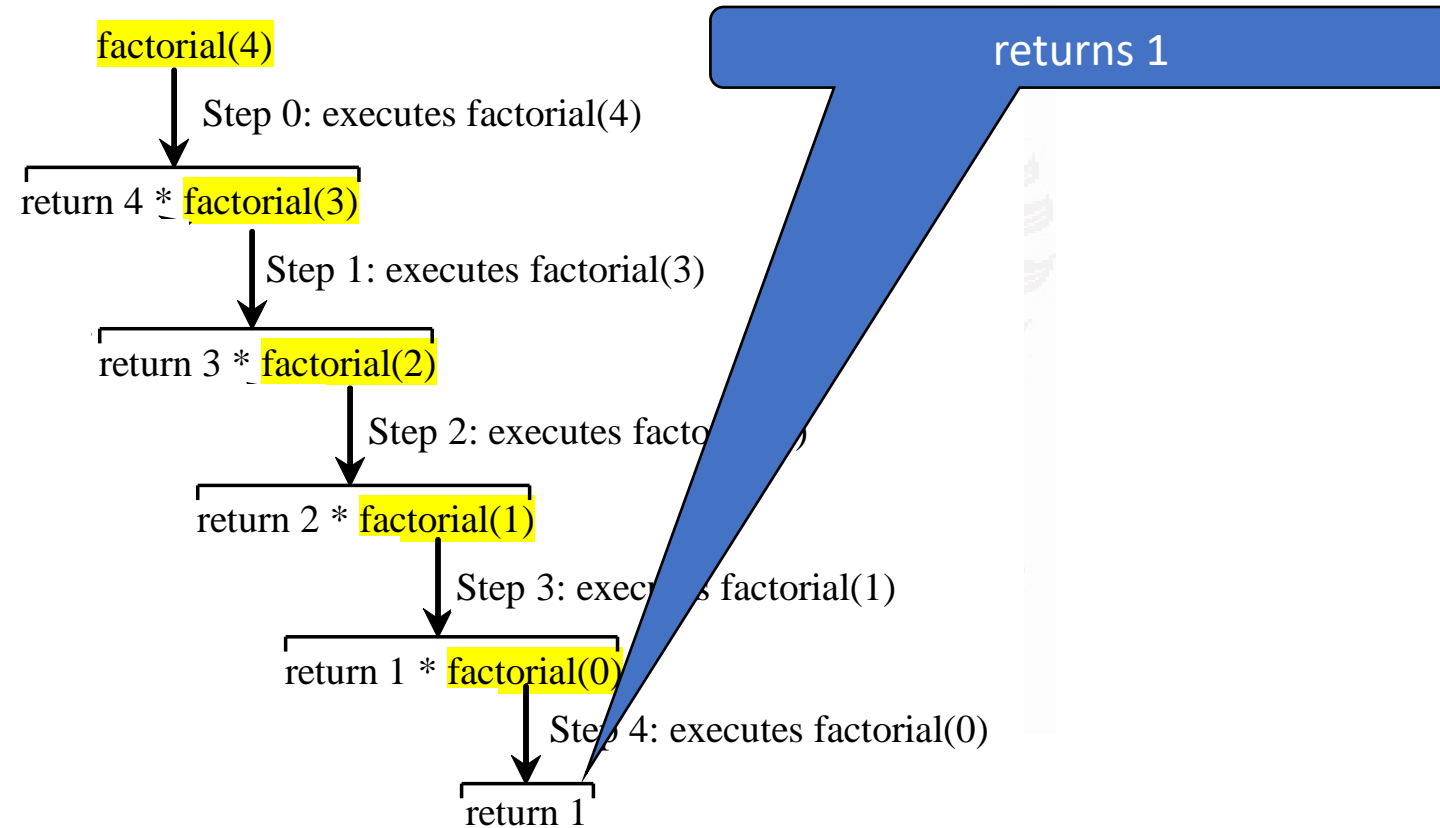 factorial(4)
returns 1
Step 0: executes factorial(4)
return 4 * factorial(3)
Step 1: executes factorial(3)
return 3 * factorial(2)
Step 2: executes facto
return 2 * factorial(1)
Step 3: exec s factorial(1)
return 1 * factorial(0)
Step 4: executes factorial(0)
return 1